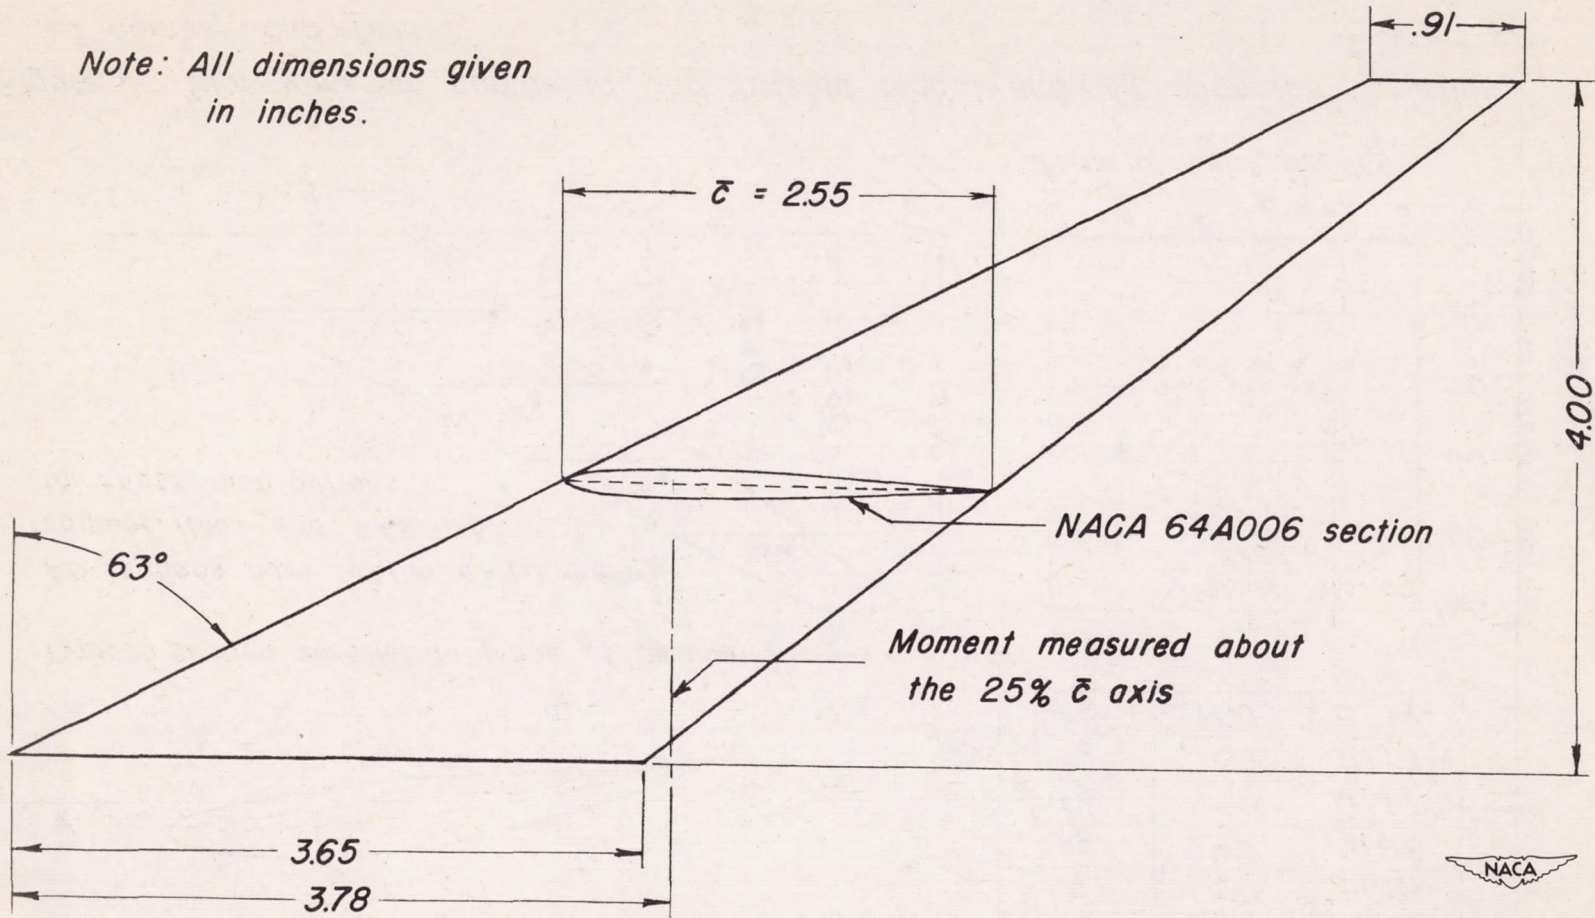 .91
Note: All dimensions given
in inches.
c̄ = 2.55
4.00
NACA 64A006 section
63°
Moment measured about
the 25% c̄ axis
3.65
3.78
NACA